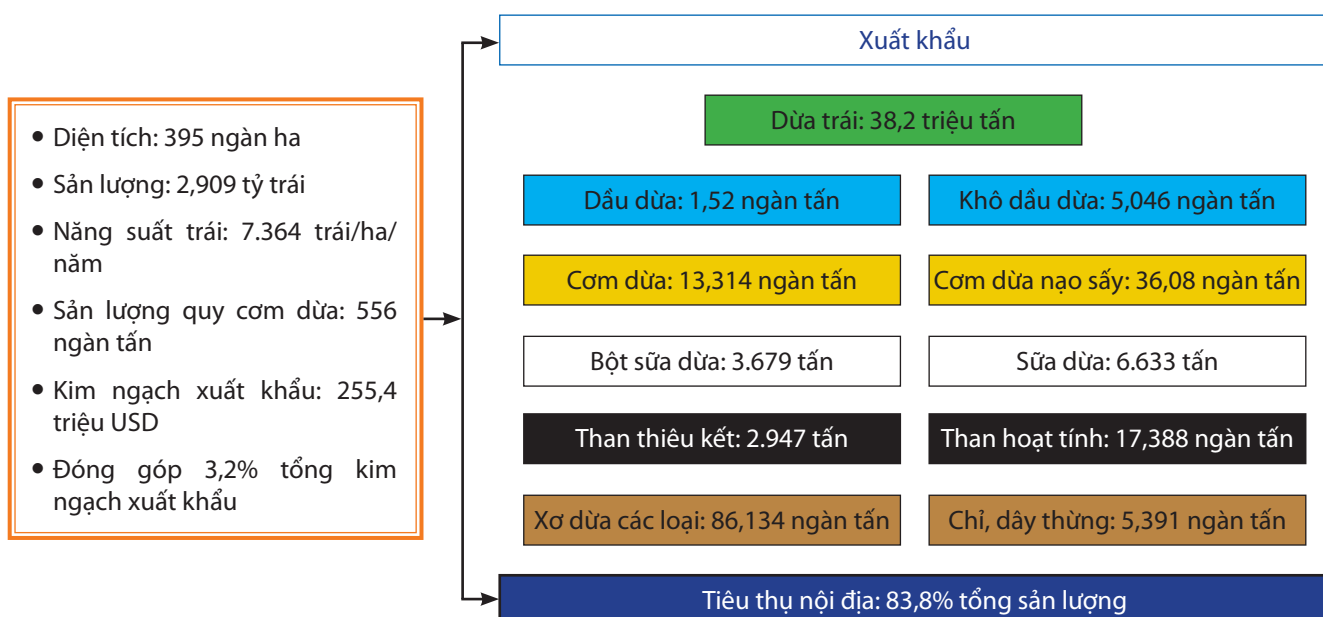 Xuất khẩu
• Diện tích: 395 ngàn ha
• Sản lượng: 2,909 tỷ trái
• Năng suất trái: 7.364 trái/ha/
năm
• Sản lượng quy cơm dừa: 556
ngàn tấn
• Kim ngạch xuất khẩu: 255,4
triệu USD
• Đóng góp 3,2% tổng kim
ngạch xuất khẩu
Dừa trái: 38,2 triệu tấn
Dầu dừa: 1,52 ngàn tấn
Khô dầu dừa: 5,046 ngàn tấn
Cơm dừa: 13,314 ngàn tấn
Cơm dừa nạo sấy: 36,08 ngàn tấn
Bột sữa dừa: 3.679 tấn
Sữa dừa: 6.633 tấn
Than thiêu kết: 2.947 tấn
Than hoạt tính: 17,388 ngàn tấn
Xơ dừa các loại: 86,134 ngàn tấn
Chỉ, dây thừng: 5,391 ngàn tấn
Tiêu thụ nội địa: 83,8% tổng sản lượng